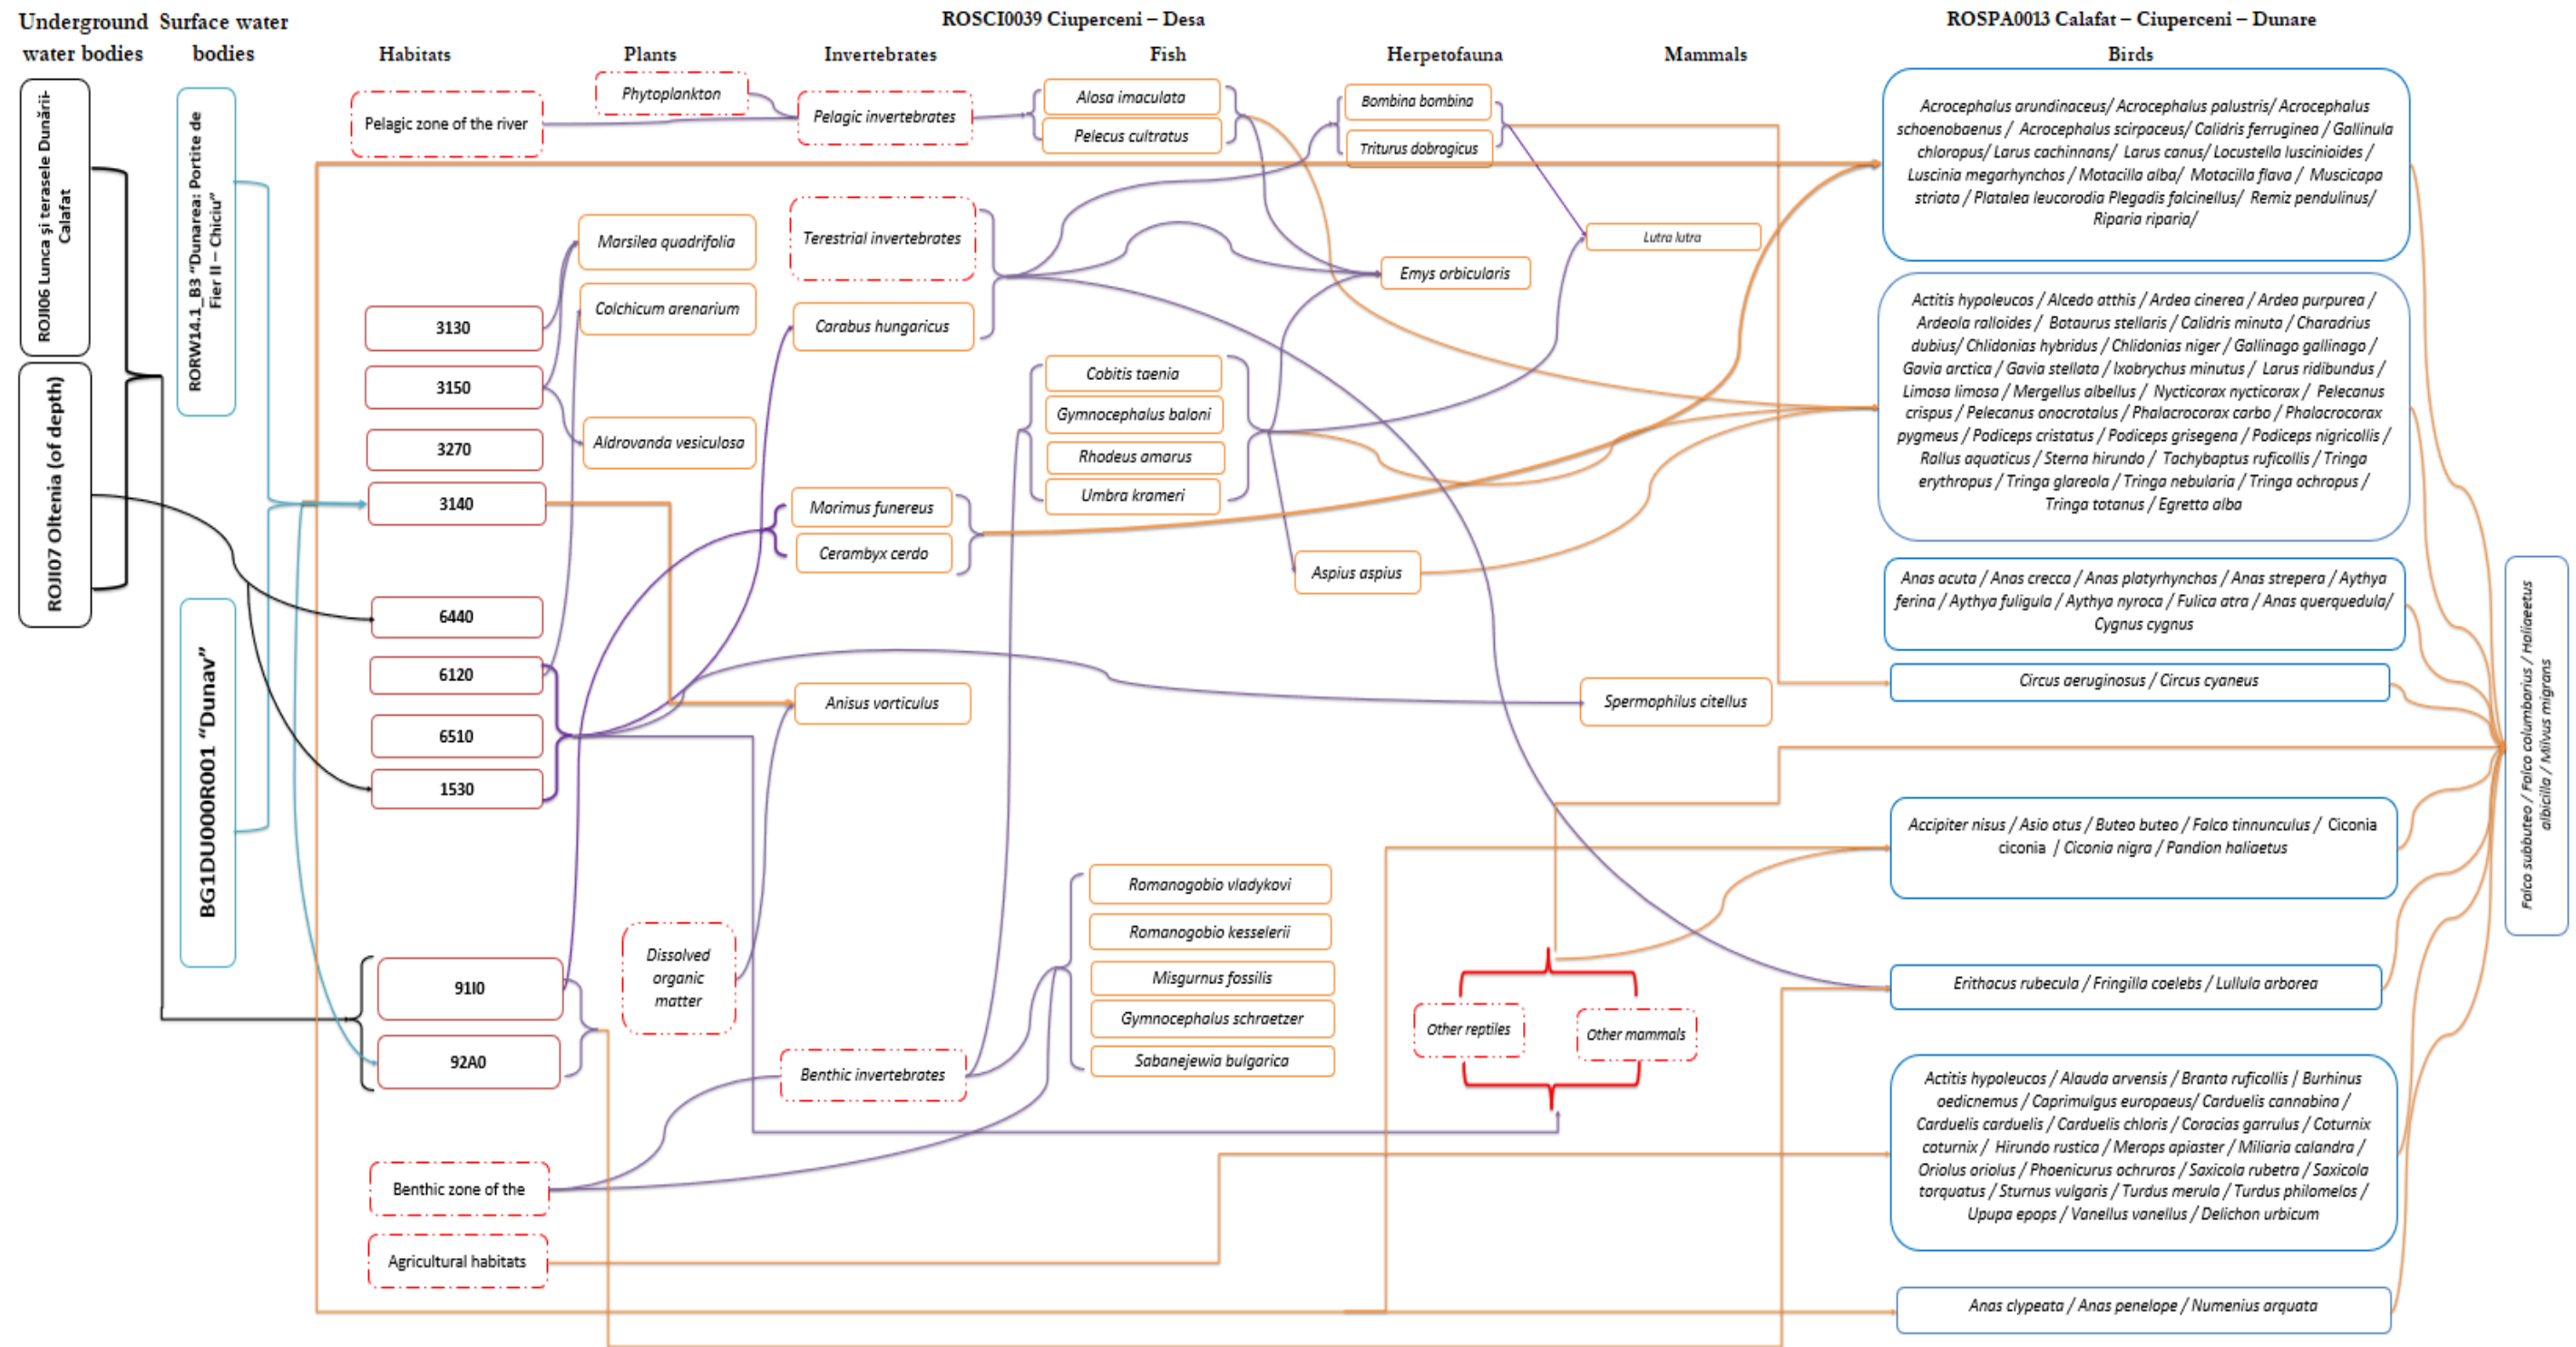 Underground
water bodies
Surface water
bodies
ROSCI0039 Ciuperceni – Desa
ROSPA0013 Calafat – Ciuperceni – Dunare
Habitats
Plants
Invertebrates
Fish
Herpetofauna
Mammals
Birds
ROJI06 Lunca și terasele Dunării-
Calafat
ROJI07 Oltenia (of depth)
RORW14.1_B3 “Dunarea: Portite de
Fier II – Chiciu”
BG1DU000R001 “Dunav”
Pelagic zone of the river
3130
3150
3270
3140
6440
6120
6510
1530
91I0
92A0
Benthic zone of the
Agricultural habitats
Phytoplankton
Marsilea quadrifolia
Colchicum arenarium
Aldrovanda vesiculosa
Dissolved
organic
matter
Pelagic invertebrates
Terestrial invertebrates
Carabus hungaricus
Morimus funereus
Cerambyx cerdo
Anisus vorticulus
Benthic invertebrates
Alosa imaculata
Pelecus cultratus
Cobitis taenia
Gymnocephalus baloni
Rhodeus amarus
Umbra krameri
Aspius aspius
Romanogobio vladykovi
Romanogobio kesselerii
Misgurnus fossilis
Gymnocephalus schraetzer
Sabanejewia bulgarica
Bombina bombina
Triturus dobrogicus
Emys orbicularis
Other reptiles
Lutra lutra
Spermophilus citellus
Other mammals
Acrocephalus arundinaceus/ Acrocephalus palustris/ Acrocephalus
schoenobaenus / Acrocephalus scirpaceus/ Calidris ferruginea / Gallinula
chloropus/ Larus cachinnans/ Larus canus/ Locustella luscinioides /
Luscinia megarhynchos / Motacilla alba/ Motacilla flava / Muscicapa
striata / Platalea leucorodia Plegadis falcinellus/ Remiz pendulinus/
Riparia riparia/
Actitis hypoleucos / Alcedo atthis / Ardea cinerea / Ardea purpurea /
Ardeola ralloides / Botaurus stellaris / Calidris minuta / Charadrius
dubius/ Chlidonias hybridus / Chlidonias niger / Gallinago gallinago /
Gavia arctica / Gavia stellata / Ixobrychus minutus / Larus ridibundus /
Limosa limosa / Mergellus albellus / Nycticorax nycticorax / Pelecanus
crispus / Pelecanus onocrotalus / Phalacrocorax carbo / Phalacrocorax
pygmeus / Podiceps cristatus / Podiceps grisegena / Podiceps nigricollis /
Rallus aquaticus / Sterna hirundo / Tachybaptus ruficollis / Tringa
erythropus / Tringa glareola / Tringa nebularia / Tringa ochropus /
Tringa totanus / Egretta alba
Anas acuta / Anas crecca / Anas platyrhynchos / Anas strepera / Aythya
ferina / Aythya fuligula / Aythya nyroca / Fulica atra / Anas querquedula/
Cygnus cygnus
Circus aeruginosus / Circus cyaneus
Accipiter nisus / Asio otus / Buteo buteo / Falco tinnunculus / Ciconia
ciconia / Ciconia nigra / Pandion haliaetus
Erithacus rubecula / Fringilla coelebs / Lullula arborea
Actitis hypoleucos / Alauda arvensis / Branta ruficollis / Burhinus
oedicnemus / Caprimulgus europaeus/ Carduelis cannabina /
Carduelis carduelis / Carduelis chloris / Coracias garrulus / Coturnix
coturnix / Hirundo rustica / Merops apiaster / Miliaria calandra /
Oriolus oriolus / Phoenicurus ochruros / Saxicola rubetra / Saxicola
torquatus / Sturnus vulgaris / Turdus merula / Turdus philomelos /
Upupa epops / Vanellus vanellus / Delichon urbicum
Anas clypeata / Anas penelope / Numenius arquata
Falco subbuteo / Falco columbarius / Haliaeetus
albicilla / Milvus migrans